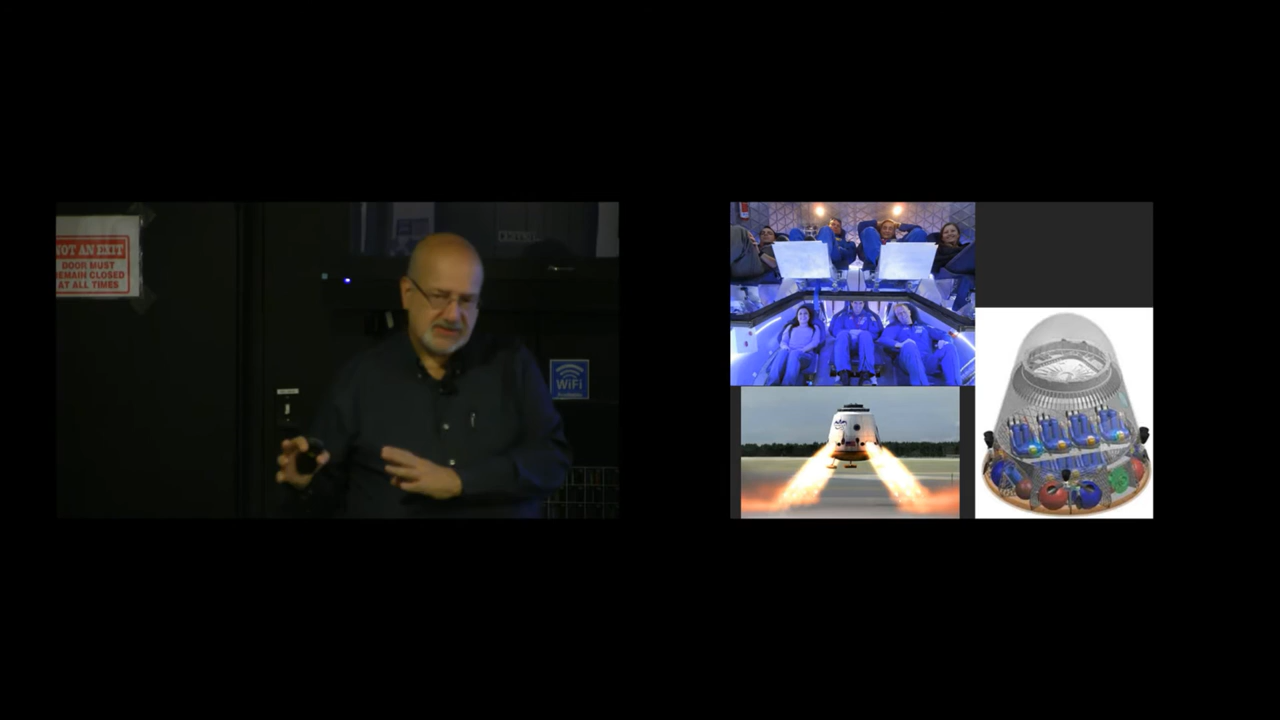 NOT AN EXIT
DOOR MUST
REMAIN CLOSED
AT ALL TIMES
WiFi